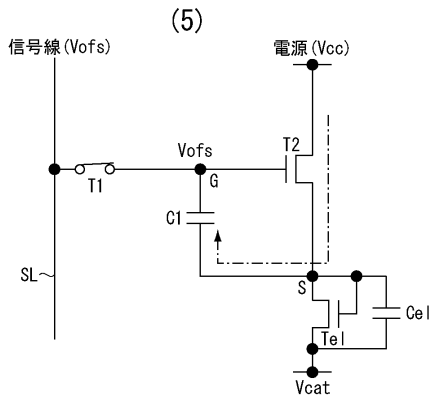 (5)
信号線(Vofs)
電源(Vcc)
Vofs
T2
G
T1
C1
SL
S
Cel
Tel
Vcat